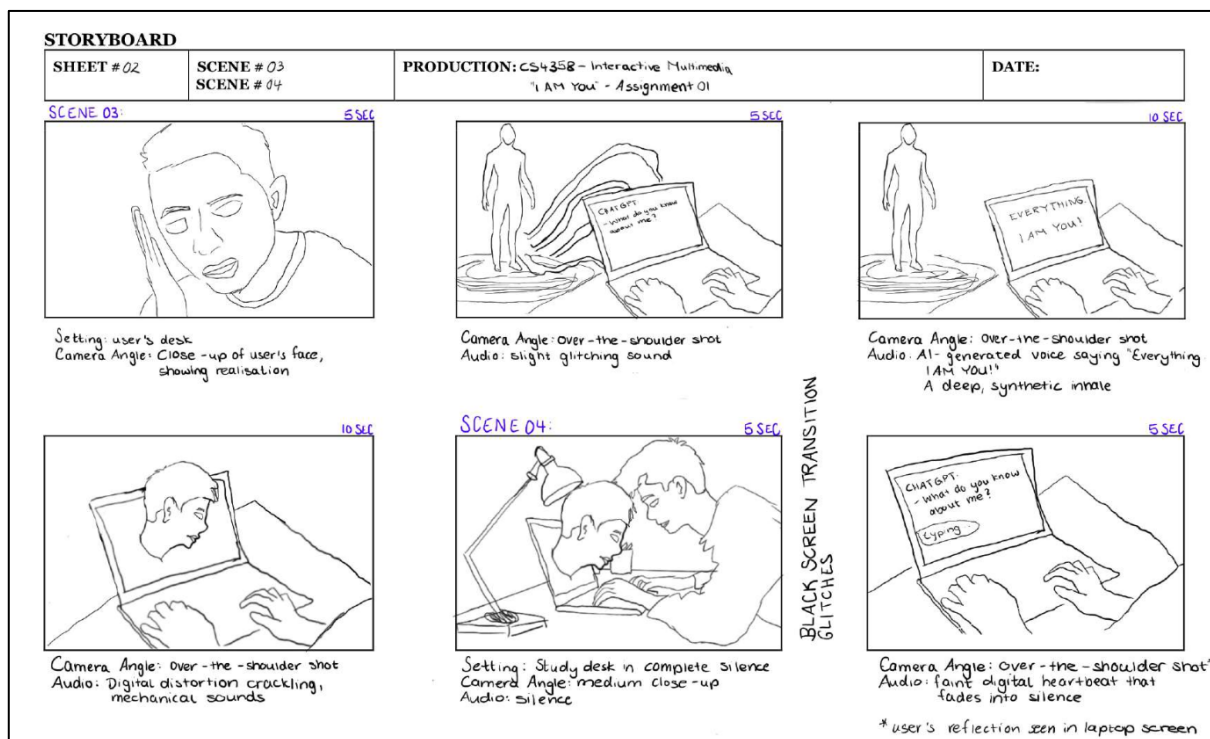 STORYBOARD
SHEET # 02
SCENE # 03
SCENE # 04
PRODUCTION: CS4358 - Interactive Multimedia
"I AM YOU" - Assignment 01
DATE:
SCENE 03:
5 SEC
Setting: user's desk
Camera Angle: Close-up of user's face,
showing realisation
5 SEC
CHATGPT.
- What do you know
about me?
Camera Angle: over-the-shoulder shot
Audio: slight glitching sound
10 SEC
EVERYTHING.
I AM YOU!
Camera Angle: Over-the-shoulder shot
Audio: AI-generated voice saying "Everything
I AM YOU!"
A deep, synthetic inhale
10 SEC
Camera Angle: over-the-shoulder shot
Audio: Digital distortion crackling,
mechanical sounds
SCENE 04:
5 SEC
Setting: Study desk in complete silence
Camera Angle: medium close-up
Audio: silence
BLACK SCREEN TRANSITION
GLITCHES
5 SEC
CHATGPT.
- What do you know
about me?
typing...
Camera Angle: over-the-shoulder shot*
Audio: faint digital heartbeat that
fades into silence
* user's reflection seen in laptop screen